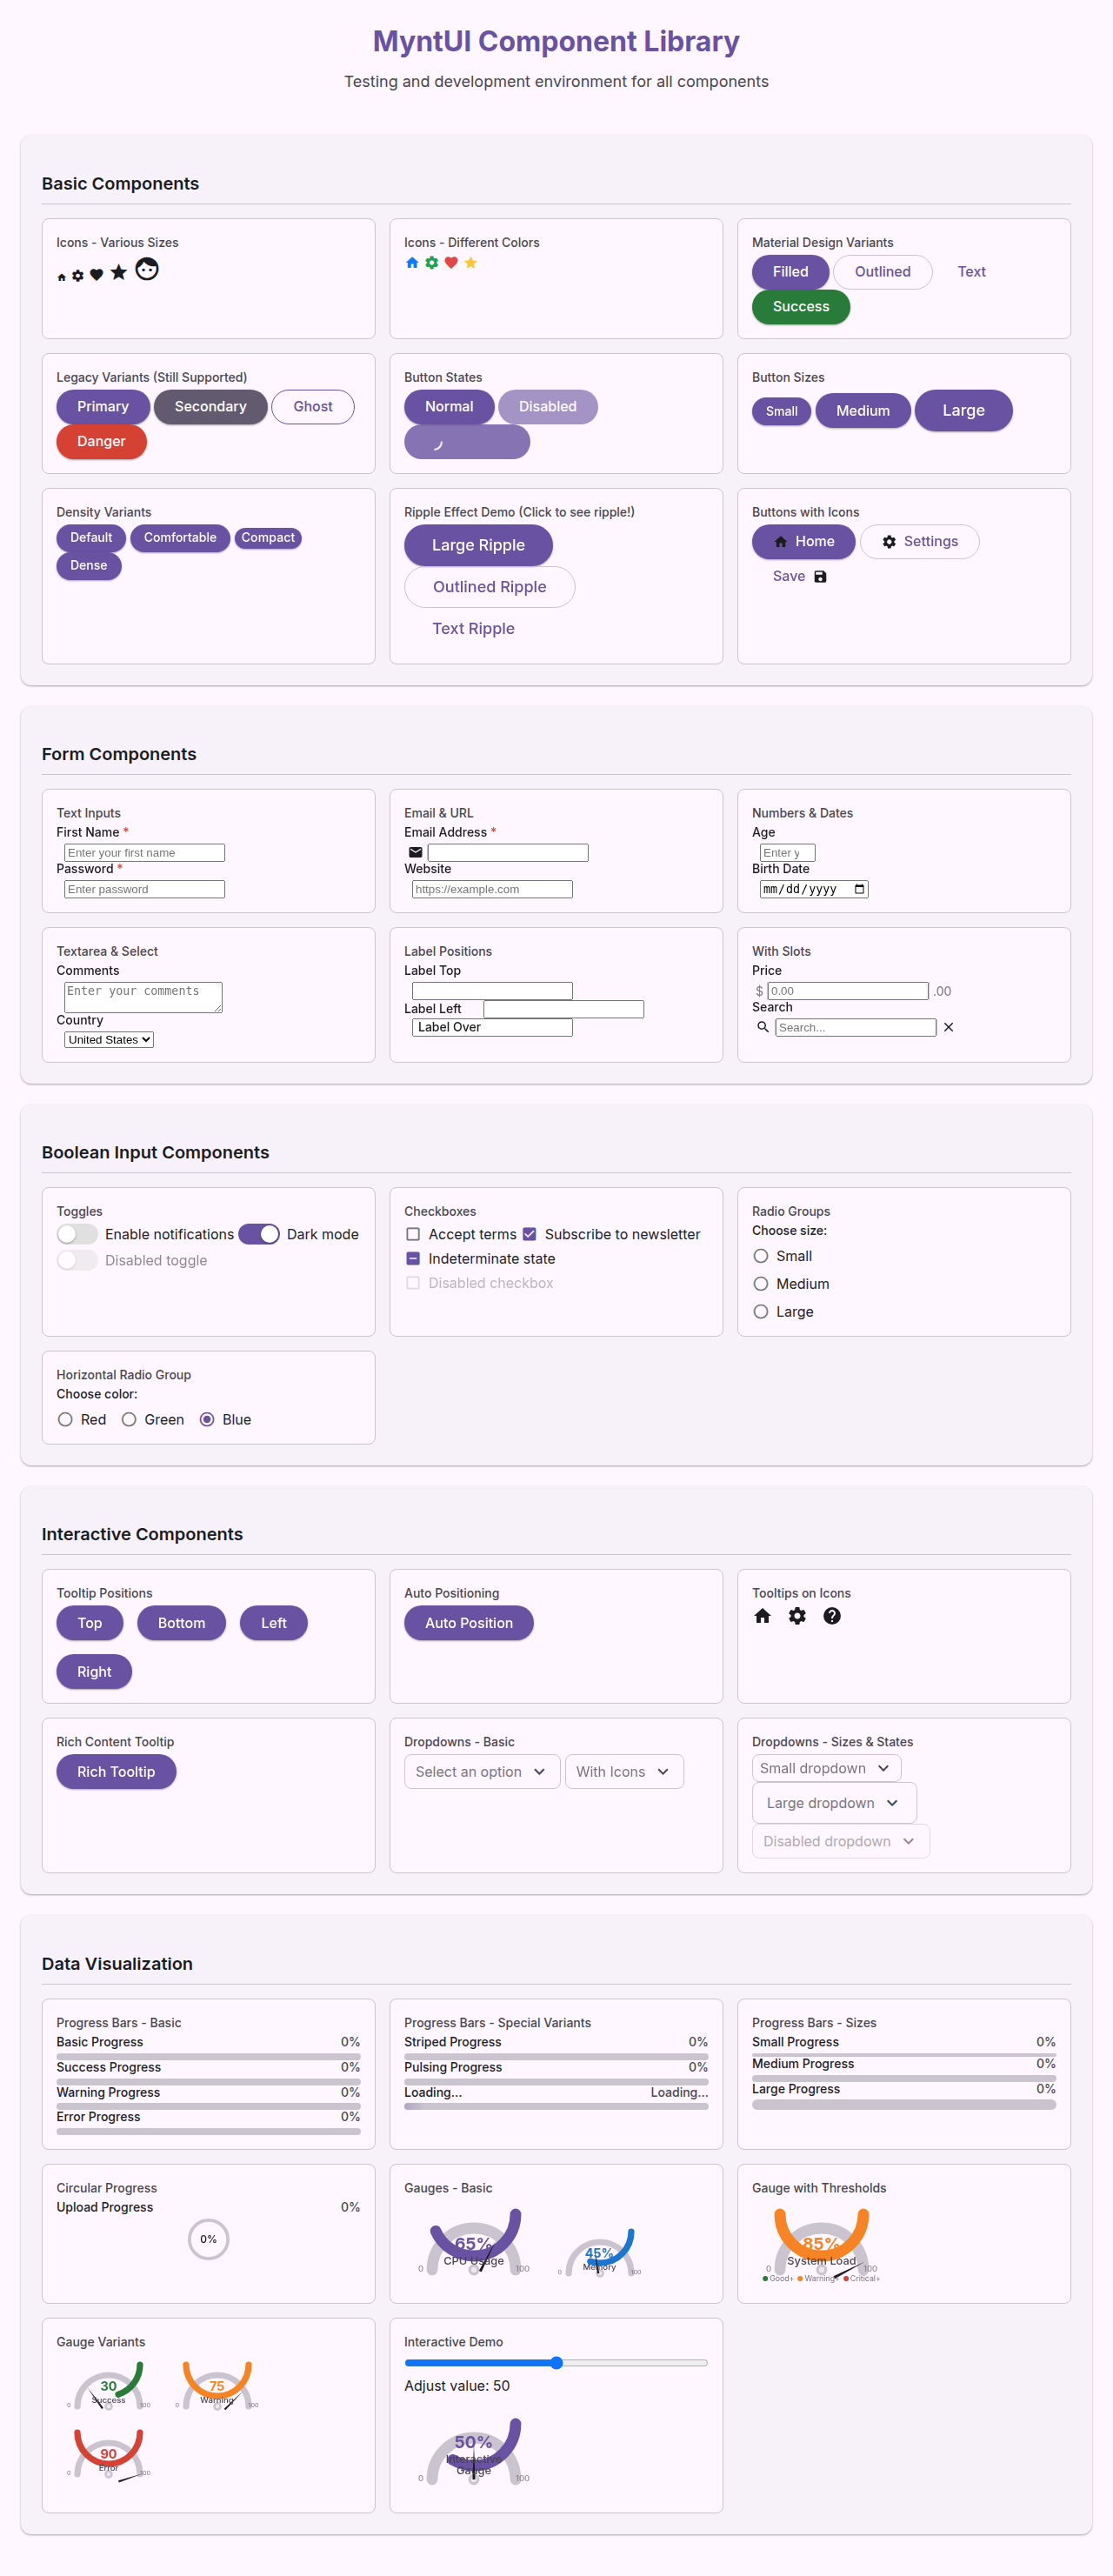 MyntUI Component Library
Testing and development environment for all components
Basic Components
Icons - Various Sizes
Icons - Different Colors
Material Design Variants
Filled Outlined Text
Success
Legacy Variants (Still Supported)
Primary Secondary Ghost
Danger
Button States
Normal Disabled
Button Sizes
Small Medium Large
Density Variants
Default Comfortable Compact
Dense
Ripple Effect Demo (Click to see ripple!)
Large Ripple
Outlined Ripple
Text Ripple
Buttons with Icons
Home Settings
Save
Form Components
Text Inputs
First Name *
Enter your first name
Password *
Enter password
Email & URL
Email Address *
Website
https://example.com
Numbers & Dates
Age
Enter y
Birth Date
mm/dd/yyyy
Textarea & Select
Comments
Enter your comments
Country
United States
Label Positions
Label Top
Label Left
Label Over
With Slots
Price
$ 0.00 .00
Search
Search...
Boolean Input Components
Toggles
Enable notifications Dark mode
Disabled toggle
Checkboxes
Accept terms Subscribe to newsletter
Indeterminate state
Disabled checkbox
Radio Groups
Choose size:
Small
Medium
Large
Horizontal Radio Group
Choose color:
Red Green Blue
Interactive Components
Tooltip Positions
Top Bottom Left
Right
Auto Positioning
Auto Position
Tooltips on Icons
Rich Content Tooltip
Rich Tooltip
Dropdowns - Basic
Select an option With Icons
Dropdowns - Sizes & States
Small dropdown
Large dropdown
Disabled dropdown
Data Visualization
Progress Bars - Basic
Basic Progress 0%
Success Progress 0%
Warning Progress 0%
Error Progress 0%
Progress Bars - Special Variants
Striped Progress 0%
Pulsing Progress 0%
Loading... Loading...
Progress Bars - Sizes
Small Progress 0%
Medium Progress 0%
Large Progress 0%
Circular Progress
Upload Progress 0%
0%
Gauges - Basic
65%
CPU Usage
0 100
45%
Memory
0 100
Gauge with Thresholds
85%
System Load
0 100
Good+ Warning+ Critical+
Gauge Variants
30
Success
0 100
75
Warning
0 100
90
Error
0 100
Interactive Demo
Adjust value: 50
50%
Interactive
Gauge
0 100